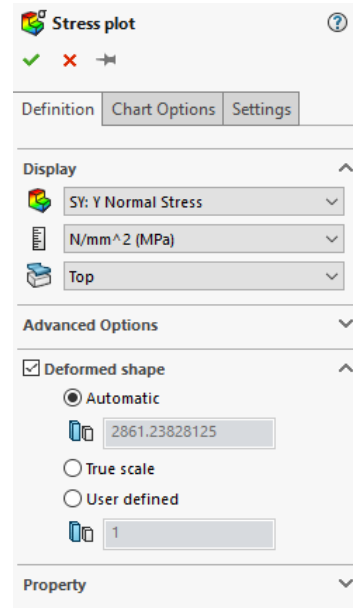 Stress plot
Definition Chart Options Settings
Display
SY: Y Normal Stress
N/mm^2 (MPa)
Top
Advanced Options
Deformed shape
Automatic
2861.23828125
True scale
User defined
1
Property